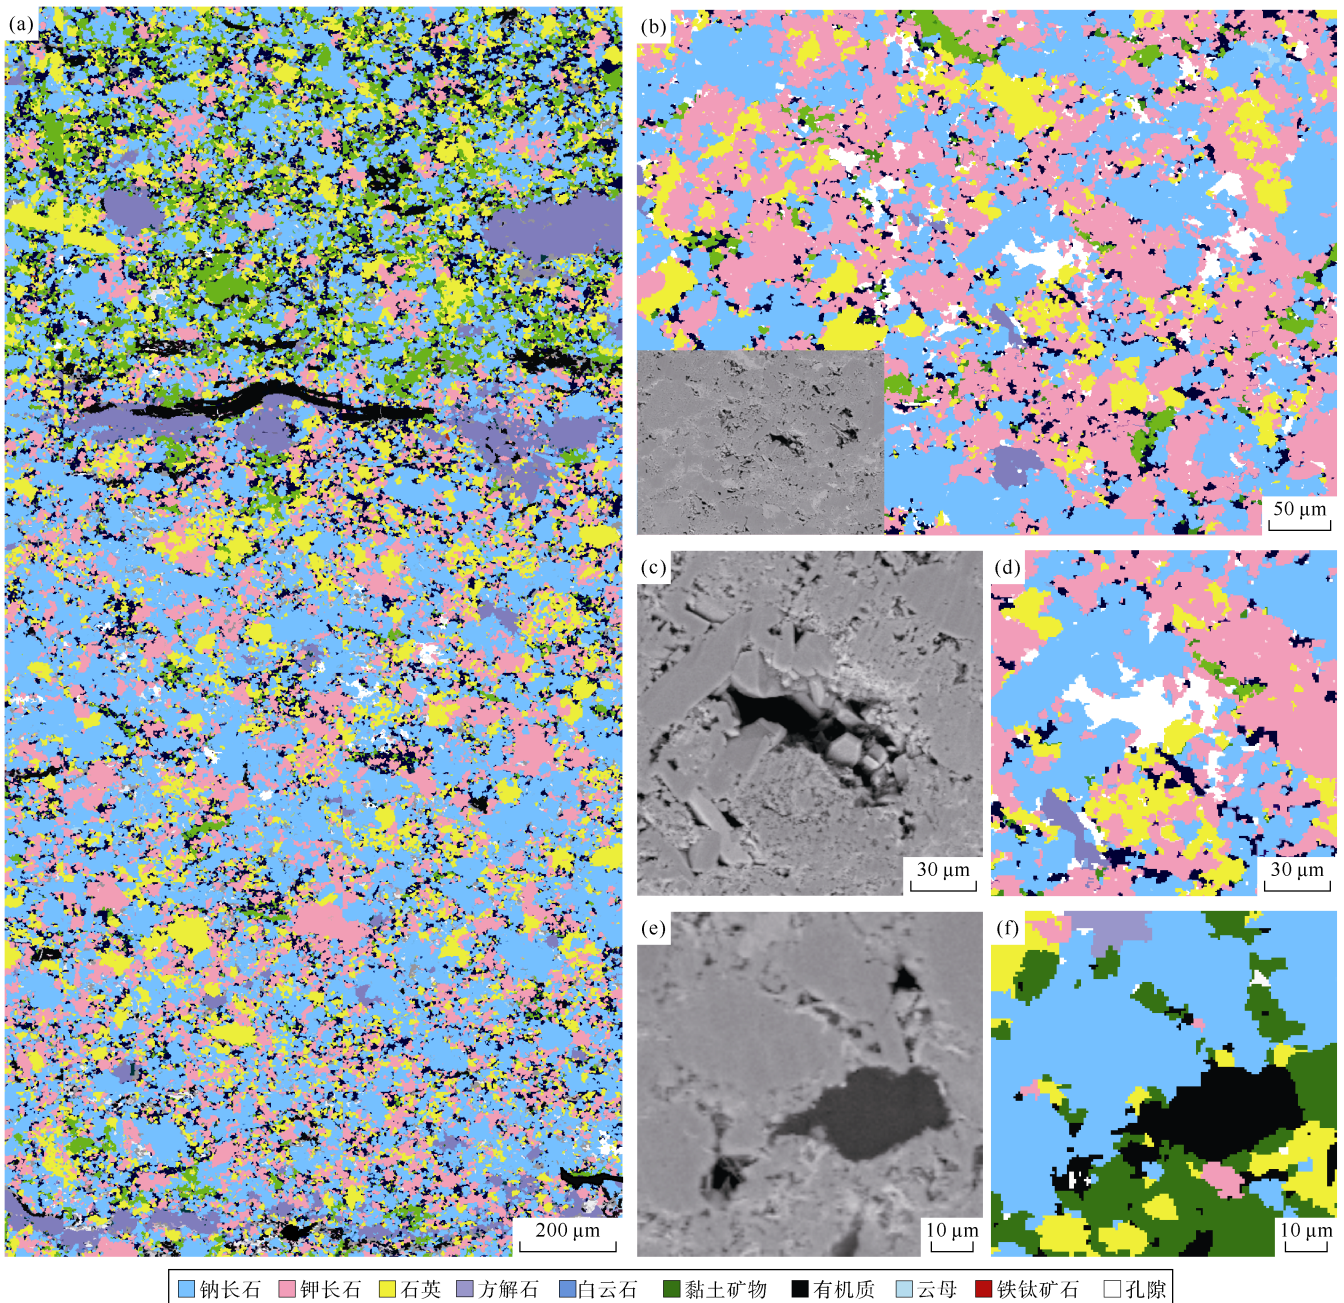 (a)
(b)
50 μm
(c)
(d)
30 μm
30 μm
(e)
(f)
200 μm
10 μm
10 μm
钠长石 钾长石 石英 方解石 白云石 黏土矿物 有机质 云母 铁钛矿石 孔隙